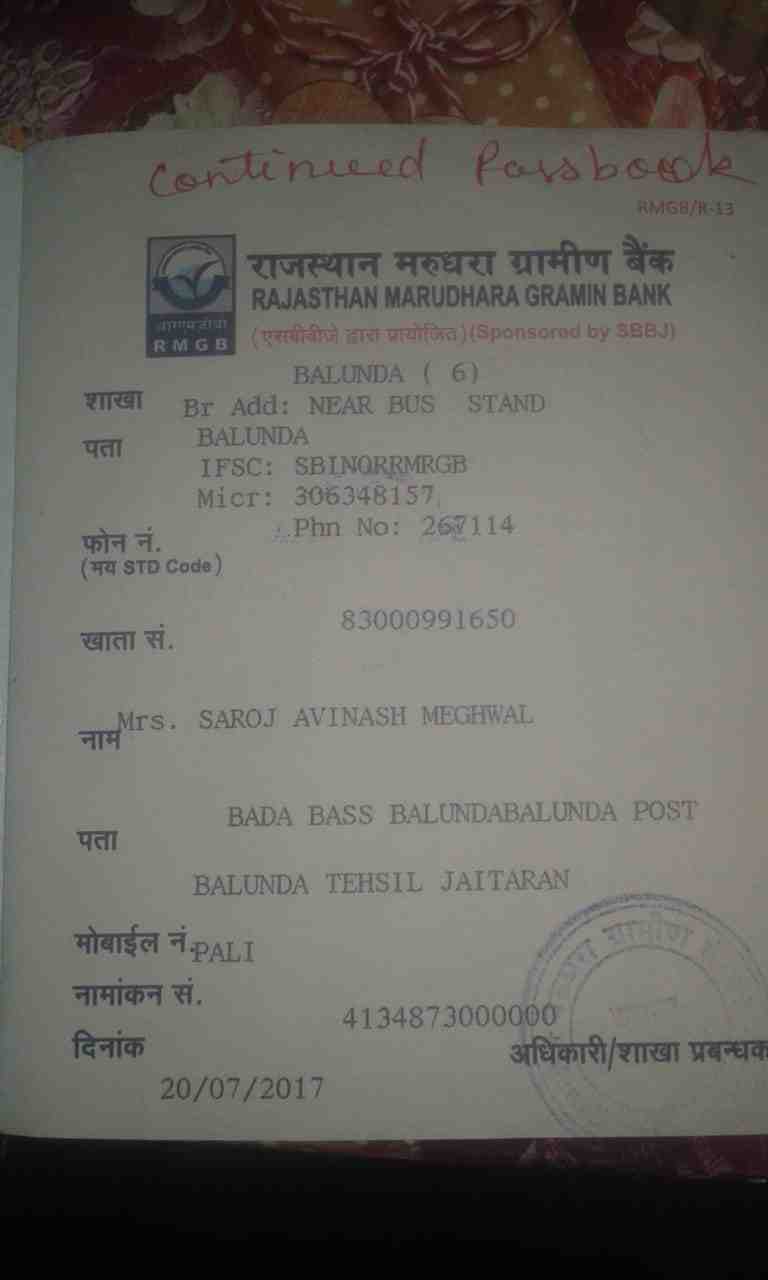 Continued Passbook
RMGB/R-13
राजस्थान मरुधरा ग्रामीण बैंक
RAJASTHAN MARUDHARA GRAMIN BANK
(एसबीबीजे द्वारा प्रायोजित)(Sponsored by SBBJ)
RMGB
BALUNDA ( 6)
शाखा Br Add: NEAR BUS STAND
पता BALUNDA
IFSC: SBIN0RRMRGB
Micr: 306348157
Phn No: 267114
फोन नं.
(मय STD Code)
83000991650
खाता सं.
Mrs. SAROJ AVINASH MEGHWAL
नाम
BADA BASS BALUNDABALUNDA POST
पता
BALUNDA TEHSIL JAITARAN
मोबाईल नं. PALI
नामांकन सं.
4134873000000
दिनांक
अधिकारी/शाखा प्रबन्धक
20/07/2017
ग्रामीण